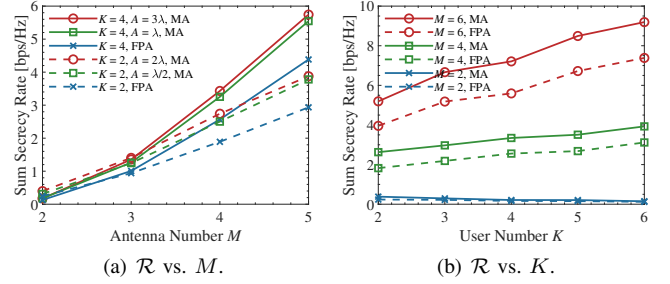 Sum Secrecy Rate [bps/Hz]
6
5
4
3
2
1
0
K = 4, A = 3λ, MA
K = 4, A = λ, MA
K = 4, FPA
K = 2, A = 2λ, MA
K = 2, A = λ/2, MA
K = 2, FPA
2 3 4 5
Antenna Number M
(a) R vs. M.
Sum Secrecy Rate [bps/Hz]
10
8
6
4
2
0
M = 6, MA
M = 6, FPA
M = 4, MA
M = 4, FPA
M = 2, MA
M = 2, FPA
2 3 4 5 6
User Number K
(b) R vs. K.